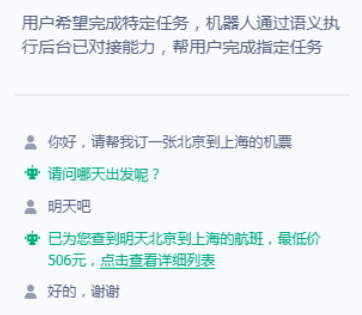 用户希望完成特定任务，机器人通过语义执
行后台已对接能力，帮用户完成指定任务
你好，请帮我订一张北京到上海的机票
请问哪天出发呢？
明天吧
已为您查到明天北京到上海的航班，最低价
506元，点击查看详细列表
好的，谢谢